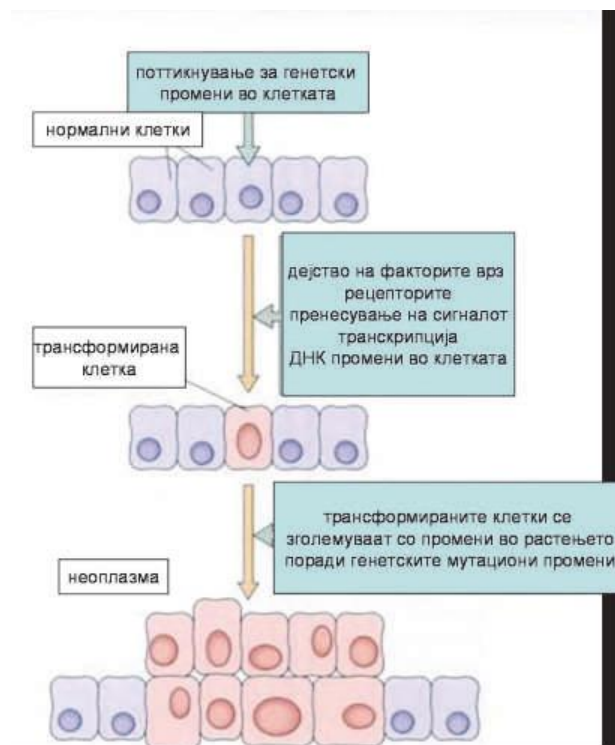 поттикнување за генетски
промени во клетката
нормални клетки
дејство на факторите врз
рецепторите
пренесување на сигналот
транскрипција
ДНК промени во клетката
трансформирана
клетка
трансформираните клетки се
зголемуваат со промени во растењето
поради генетските мутациони промени
неоплазма